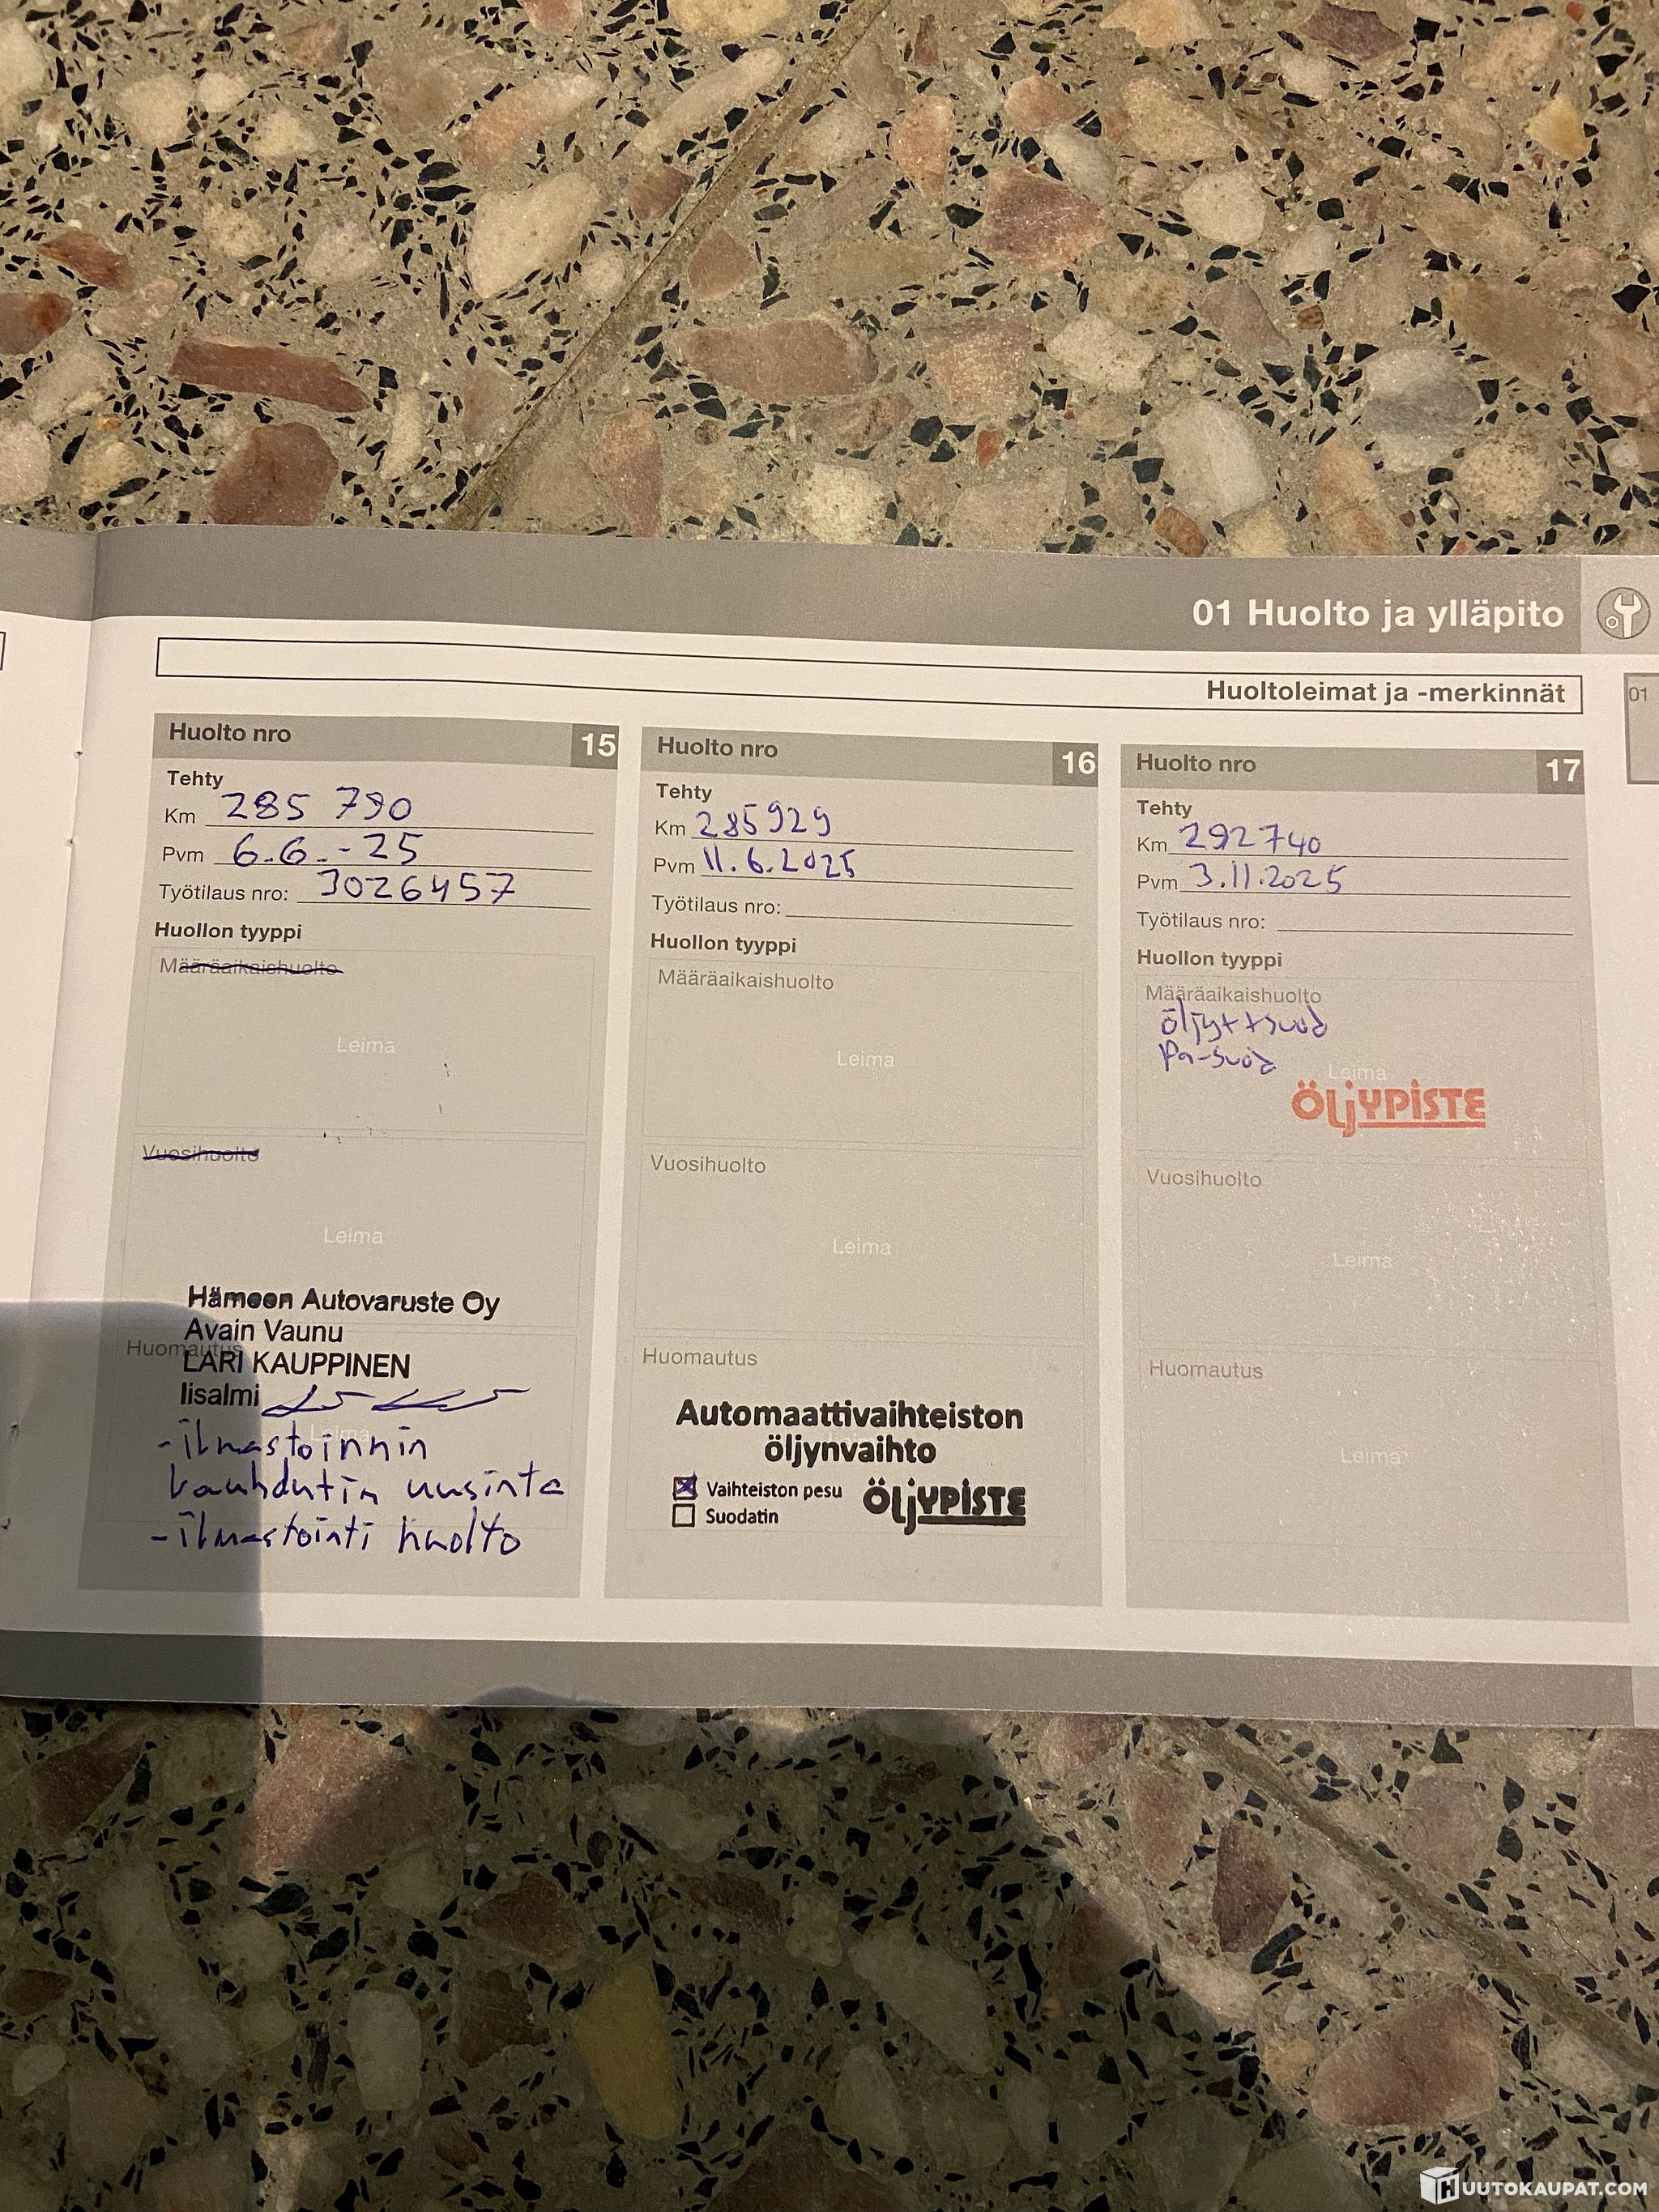 01 Huolto ja ylläpito
Huoltoleimat ja -merkinnät
01
Huolto nro 15
Tehty
Km 285 790
Pvm 6.6.-25
Työtilaus nro: 3026457
Huollon tyyppi
Määräaikaishuolto
Leima
Vuosihuolto
Leima
Hämeen Autovaruste Oy
Avain Vaunu
Huomautus
LARI KAUPPINEN
Iisalmi
Leima
-ilmastoinnin
lauhdutin uusinta
-ilmastointi huolto
Huolto nro 16
Tehty
Km 285929
Pvm 11.6.2025
Työtilaus nro:
Huollon tyyppi
Määräaikaishuolto
Leima
Vuosihuolto
Leima
Huomautus
Automaattivaihteiston
öljynvaihto
Vaihteiston pesu
Suodatin
ÖLJYPISTE
Huolto nro 17
Tehty
Km 292740
Pvm 3.11.2025
Työtilaus nro:
Huollon tyyppi
Määräaikaishuolto
öljyt+suod
Leima
ÖLJYPISTE
Vuosihuolto
Leima
Huomautus
Leima
HUUTOKAUPAT.COM